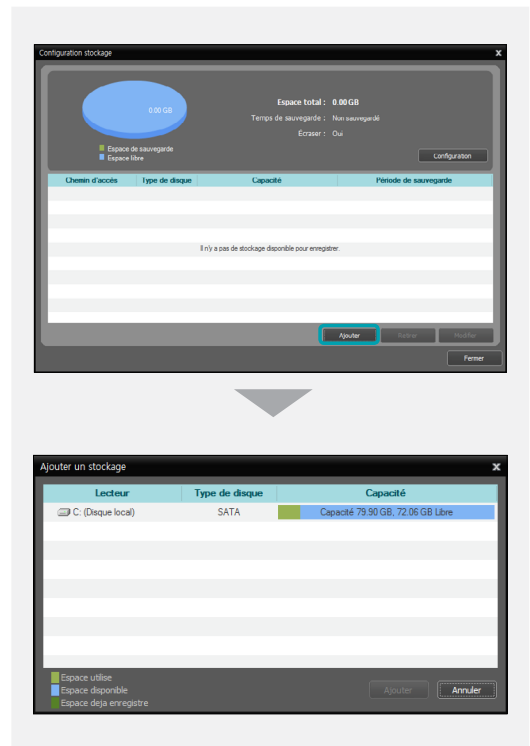 Configuration stockage
x
0.00 GB
Espace de sauvegarde
Espace libre
Espace total : 0.00 GB
Temps de sauvegarde : Non sauvegardé
Écraser : Oui
Configuration
Chemin d'accès Type de disque Capacité Période de sauvegarde
Il n'y a pas de stockage disponible pour enregistrer.
Ajouter Retirer Modifier
Fermer
Ajouter un stockage
x
Lecteur Type de disque Capacité
C: (Disque local) SATA Capacité 79.90 GB, 72.06 GB Libre
Espace utilise
Espace disponible
Espace deja enregistre
Ajouter Annuler